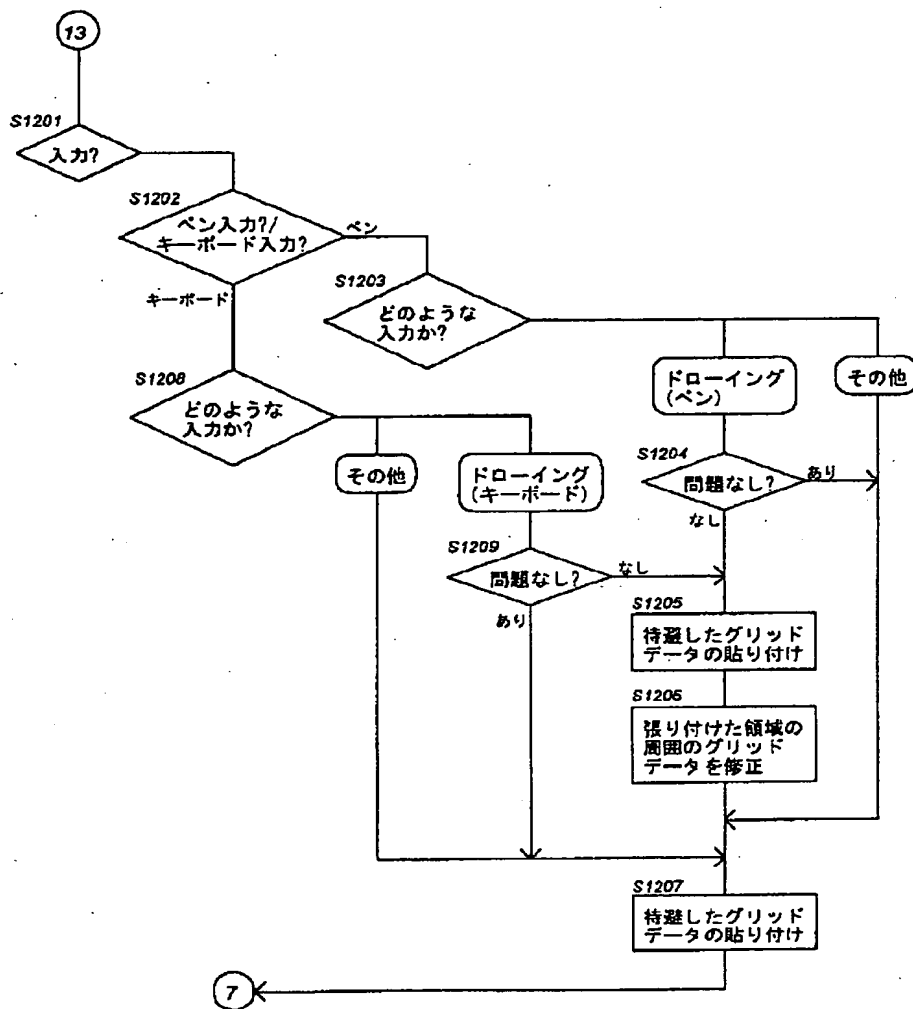 13
S1201
入力?
S1202
ペン入力?/
キーボード入力?
ペン
キーボード
S1203
どのような
入力か?
S1208
どのような
入力か?
ドローイング
(ペン)
その他
S1204
問題なし?
あり
なし
その他
ドローイング
(キーボード)
S1209
問題なし?
なし
あり
S1205
待避したグリッド
データの貼り付け
S1206
張り付けた領域の
周囲のグリッド
データを修正
S1207
待避したグリッド
データの貼り付け
7